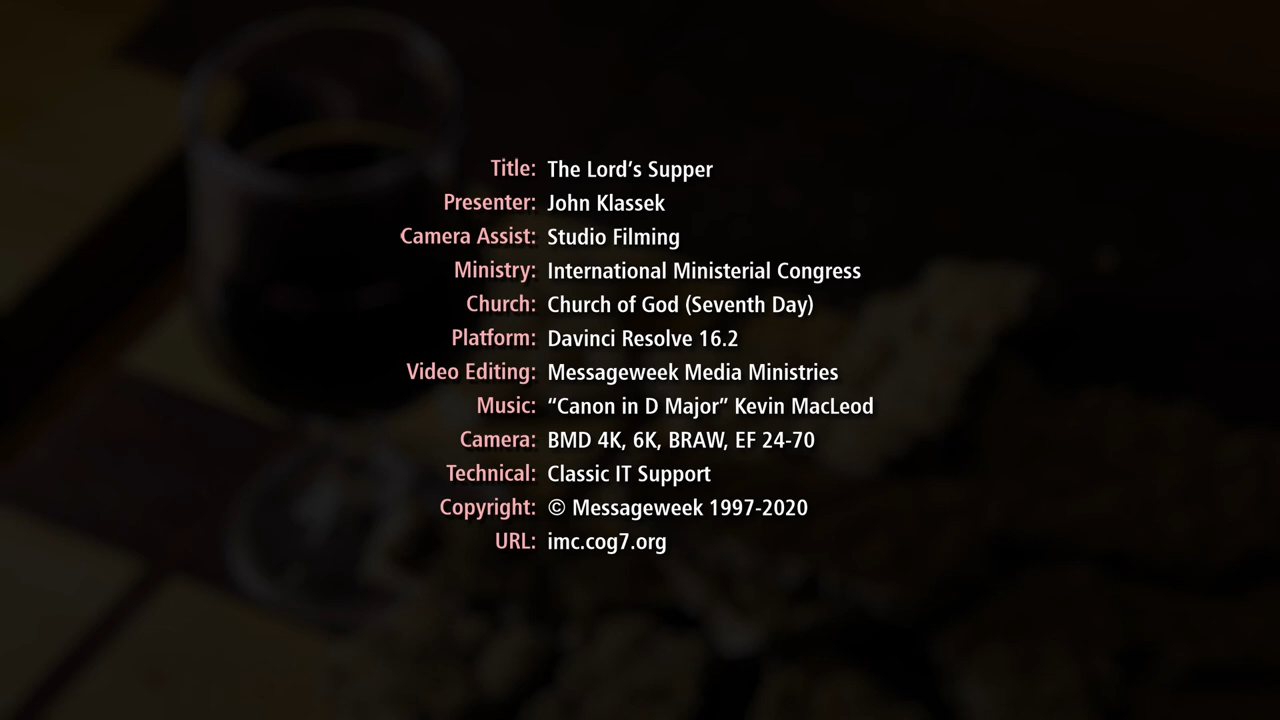 Title: The Lord’s Supper
Presenter: John Klassek
Camera Assist: Studio Filming
Ministry: International Ministerial Congress
Church: Church of God (Seventh Day)
Platform: Davinci Resolve 16.2
Video Editing: Messageweek Media Ministries
Music: “Canon in D Major” Kevin MacLeod
Camera: BMD 4K, 6K, BRAW, EF 24-70
Technical: Classic IT Support
Copyright: © Messageweek 1997-2020
URL: imc.cog7.org